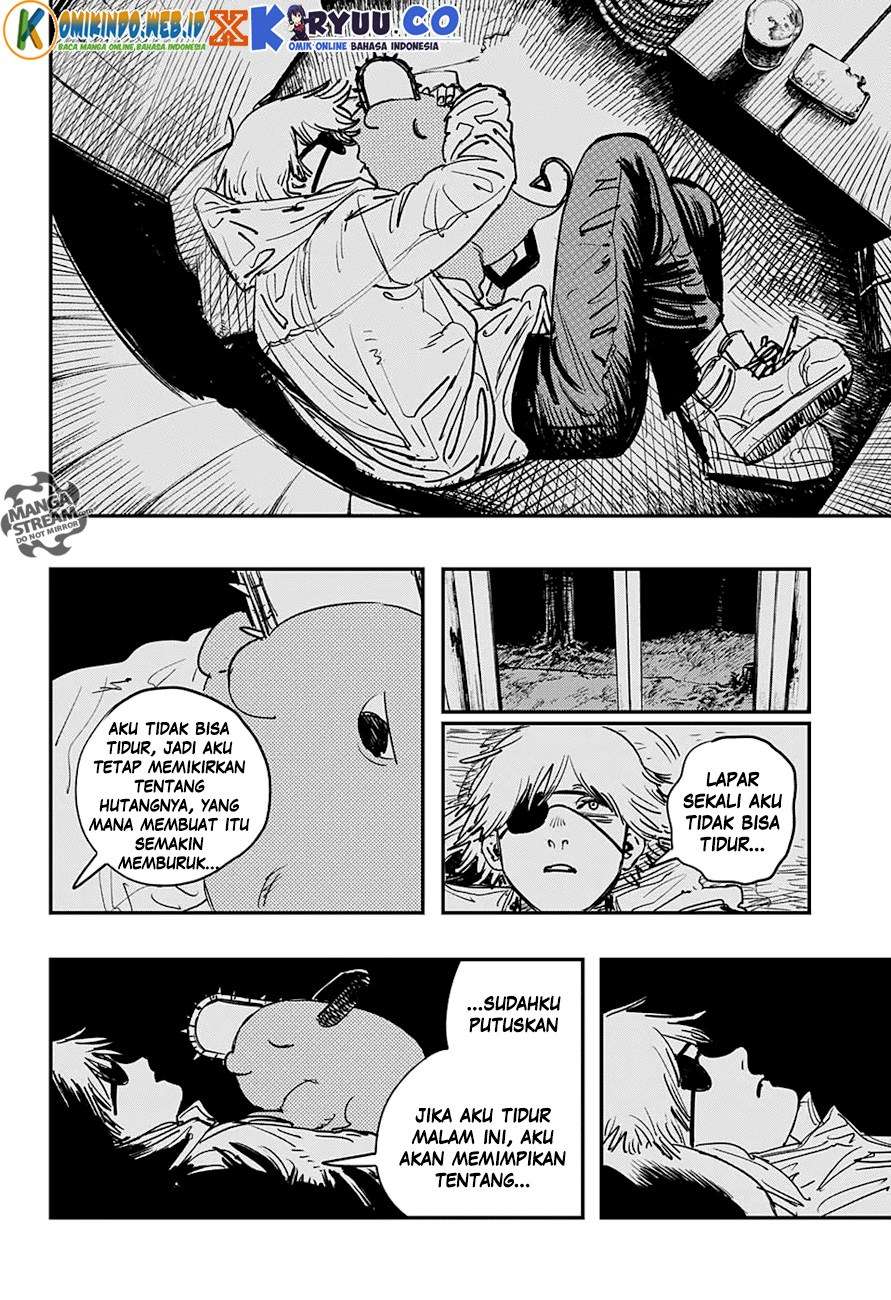 KOMIKINDO.WEB.ID X KIRYUU.CO
BACA MANGA ONLINE BAHASA INDONESIA
OMIK ONLINE BAHASA INDONESIA
MANGA
STREAM.com
DO NOT MIRROR
LAPAR
SEKALI AKU
TIDAK BISA
TIDUR...
AKU TIDAK BISA
TIDUR, JADI AKU
TETAP MEMIKIRKAN
TENTANG
HUTANGNYA, YANG
MANA MEMBUAT ITU
SEMAKIN
MEMBURUK...
...SUDAHKU
PUTUSKAN
JIKA AKU TIDUR
MALAM INI, AKU
AKAN MEMIMPIKAN
TENTANG...